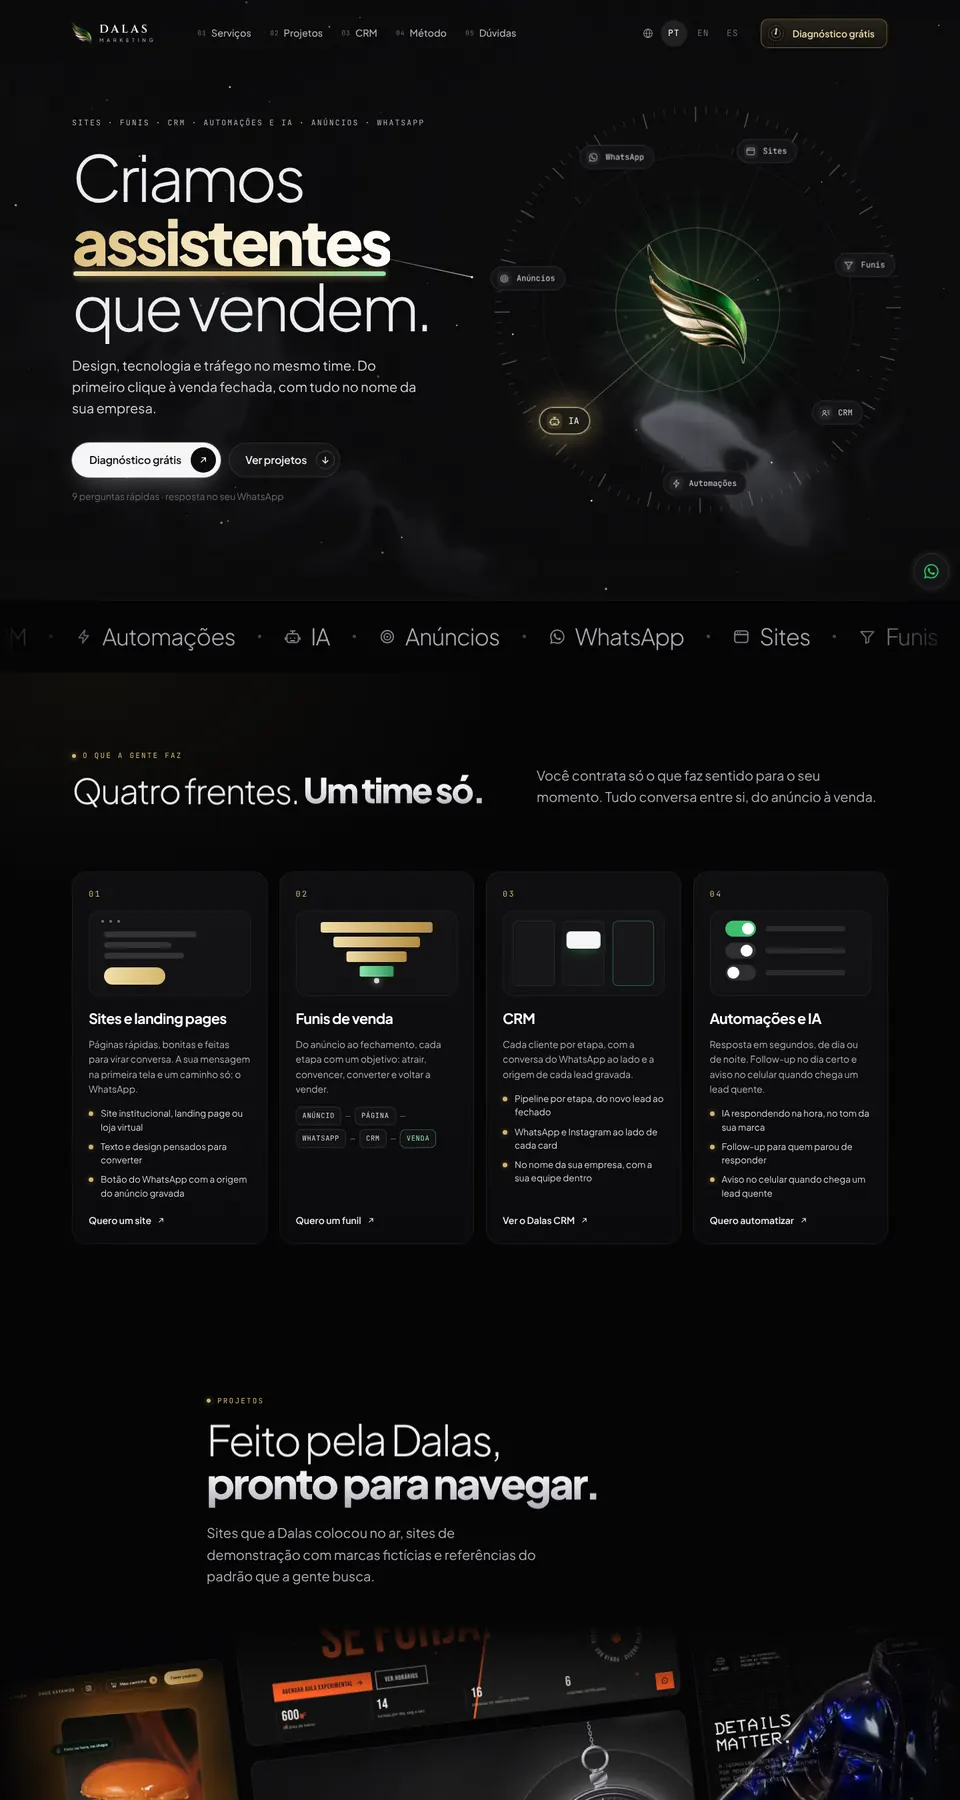 DALAS
MARKETING
01 Serviços
02 Projetos
03 CRM
04 Método
05 Dúvidas
PT
EN
ES
Diagnóstico grátis
SITES · FUNIS · CRM · AUTOMAÇÕES E IA · ANÚNCIOS · WHATSAPP
Criamos
assistentes
que vendem.
Design, tecnologia e tráfego no mesmo time. Do
primeiro clique à venda fechada, com tudo no nome da
sua empresa.
Diagnóstico grátis
Ver projetos
9 perguntas rápidas · resposta no seu WhatsApp
WhatsApp
Sites
Anúncios
Funis
IA
CRM
Automações
M · Automações · IA · Anúncios · WhatsApp · Sites · Funis
O QUE A GENTE FAZ
Quatro frentes. Um time só.
Você contrata só o que faz sentido para o seu
momento. Tudo conversa entre si, do anúncio à venda.
01
Sites e landing pages
Páginas rápidas, bonitas e feitas
para virar conversa. A sua mensagem
na primeira tela e um caminho só: o
WhatsApp.
Site institucional, landing page ou
loja virtual
Texto e design pensados para
converter
Botão do WhatsApp com a origem
do anúncio gravada
Quero um site
02
Funis de venda
Do anúncio ao fechamento, cada
etapa com um objetivo: atrair,
convencer, converter e voltar a
vender.
ANÚNCIO — PÁGINA —
WHATSAPP — CRM — VENDA
Quero um funil
03
CRM
Cada cliente por etapa, com a
conversa do WhatsApp ao lado e a
origem de cada lead gravada.
Pipeline por etapa, do novo lead ao
fechado
WhatsApp e Instagram ao lado de
cada card
No nome da sua empresa, com a
sua equipe dentro
Ver o Dalas CRM
04
Automações e IA
Resposta em segundos, de dia ou
de noite. Follow-up no dia certo e
aviso no celular quando chega um
lead quente.
IA respondendo na hora, no tom da
sua marca
Follow-up para quem parou de
responder
Aviso no celular quando chega um
lead quente
Quero automatizar
PROJETOS
Feito pela Dalas,
pronto para navegar.
Sites que a Dalas colocou no ar, sites de
demonstração com marcas fictícias e referências do
padrão que a gente busca.
SE FORJA.
AGENDAR AULA EXPERIMENTAL
VER HORÁRIOS
600
14
16
6
DETAILS
MATTER.